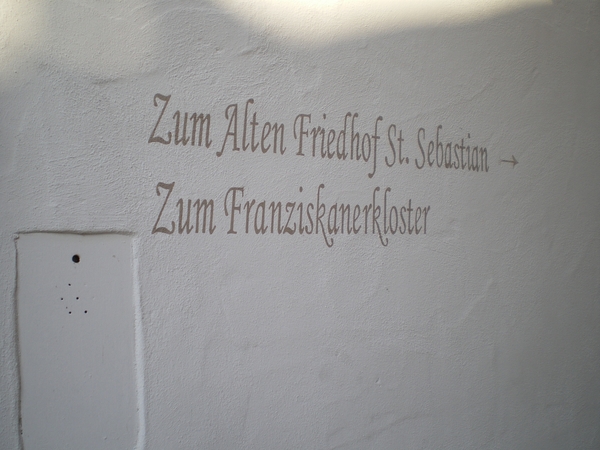 Zum Alten Friedhof St. Sebastian →
Zum Franziskanerkloster